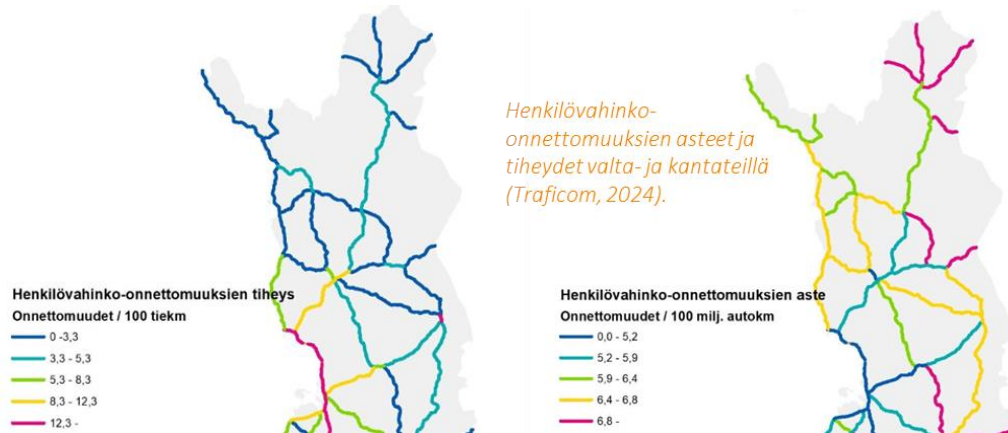 Henkilövahinko-
onnettomuuksien asteet ja
tiheydet valta- ja kantateillä
(Traficom, 2024).
Henkilövahinko-onnettomuuksien tiheys
Onnettomuudet / 100 tiekm
0 -3,3
3,3 - 5,3
5,3 - 8,3
8,3 - 12,3
12,3 -
Henkilövahinko-onnettomuuksien aste
Onnettomuudet / 100 milj. autokm
0,0 - 5,2
5,2 - 5,9
5,9 - 6,4
6,4 - 6,8
6,8 -